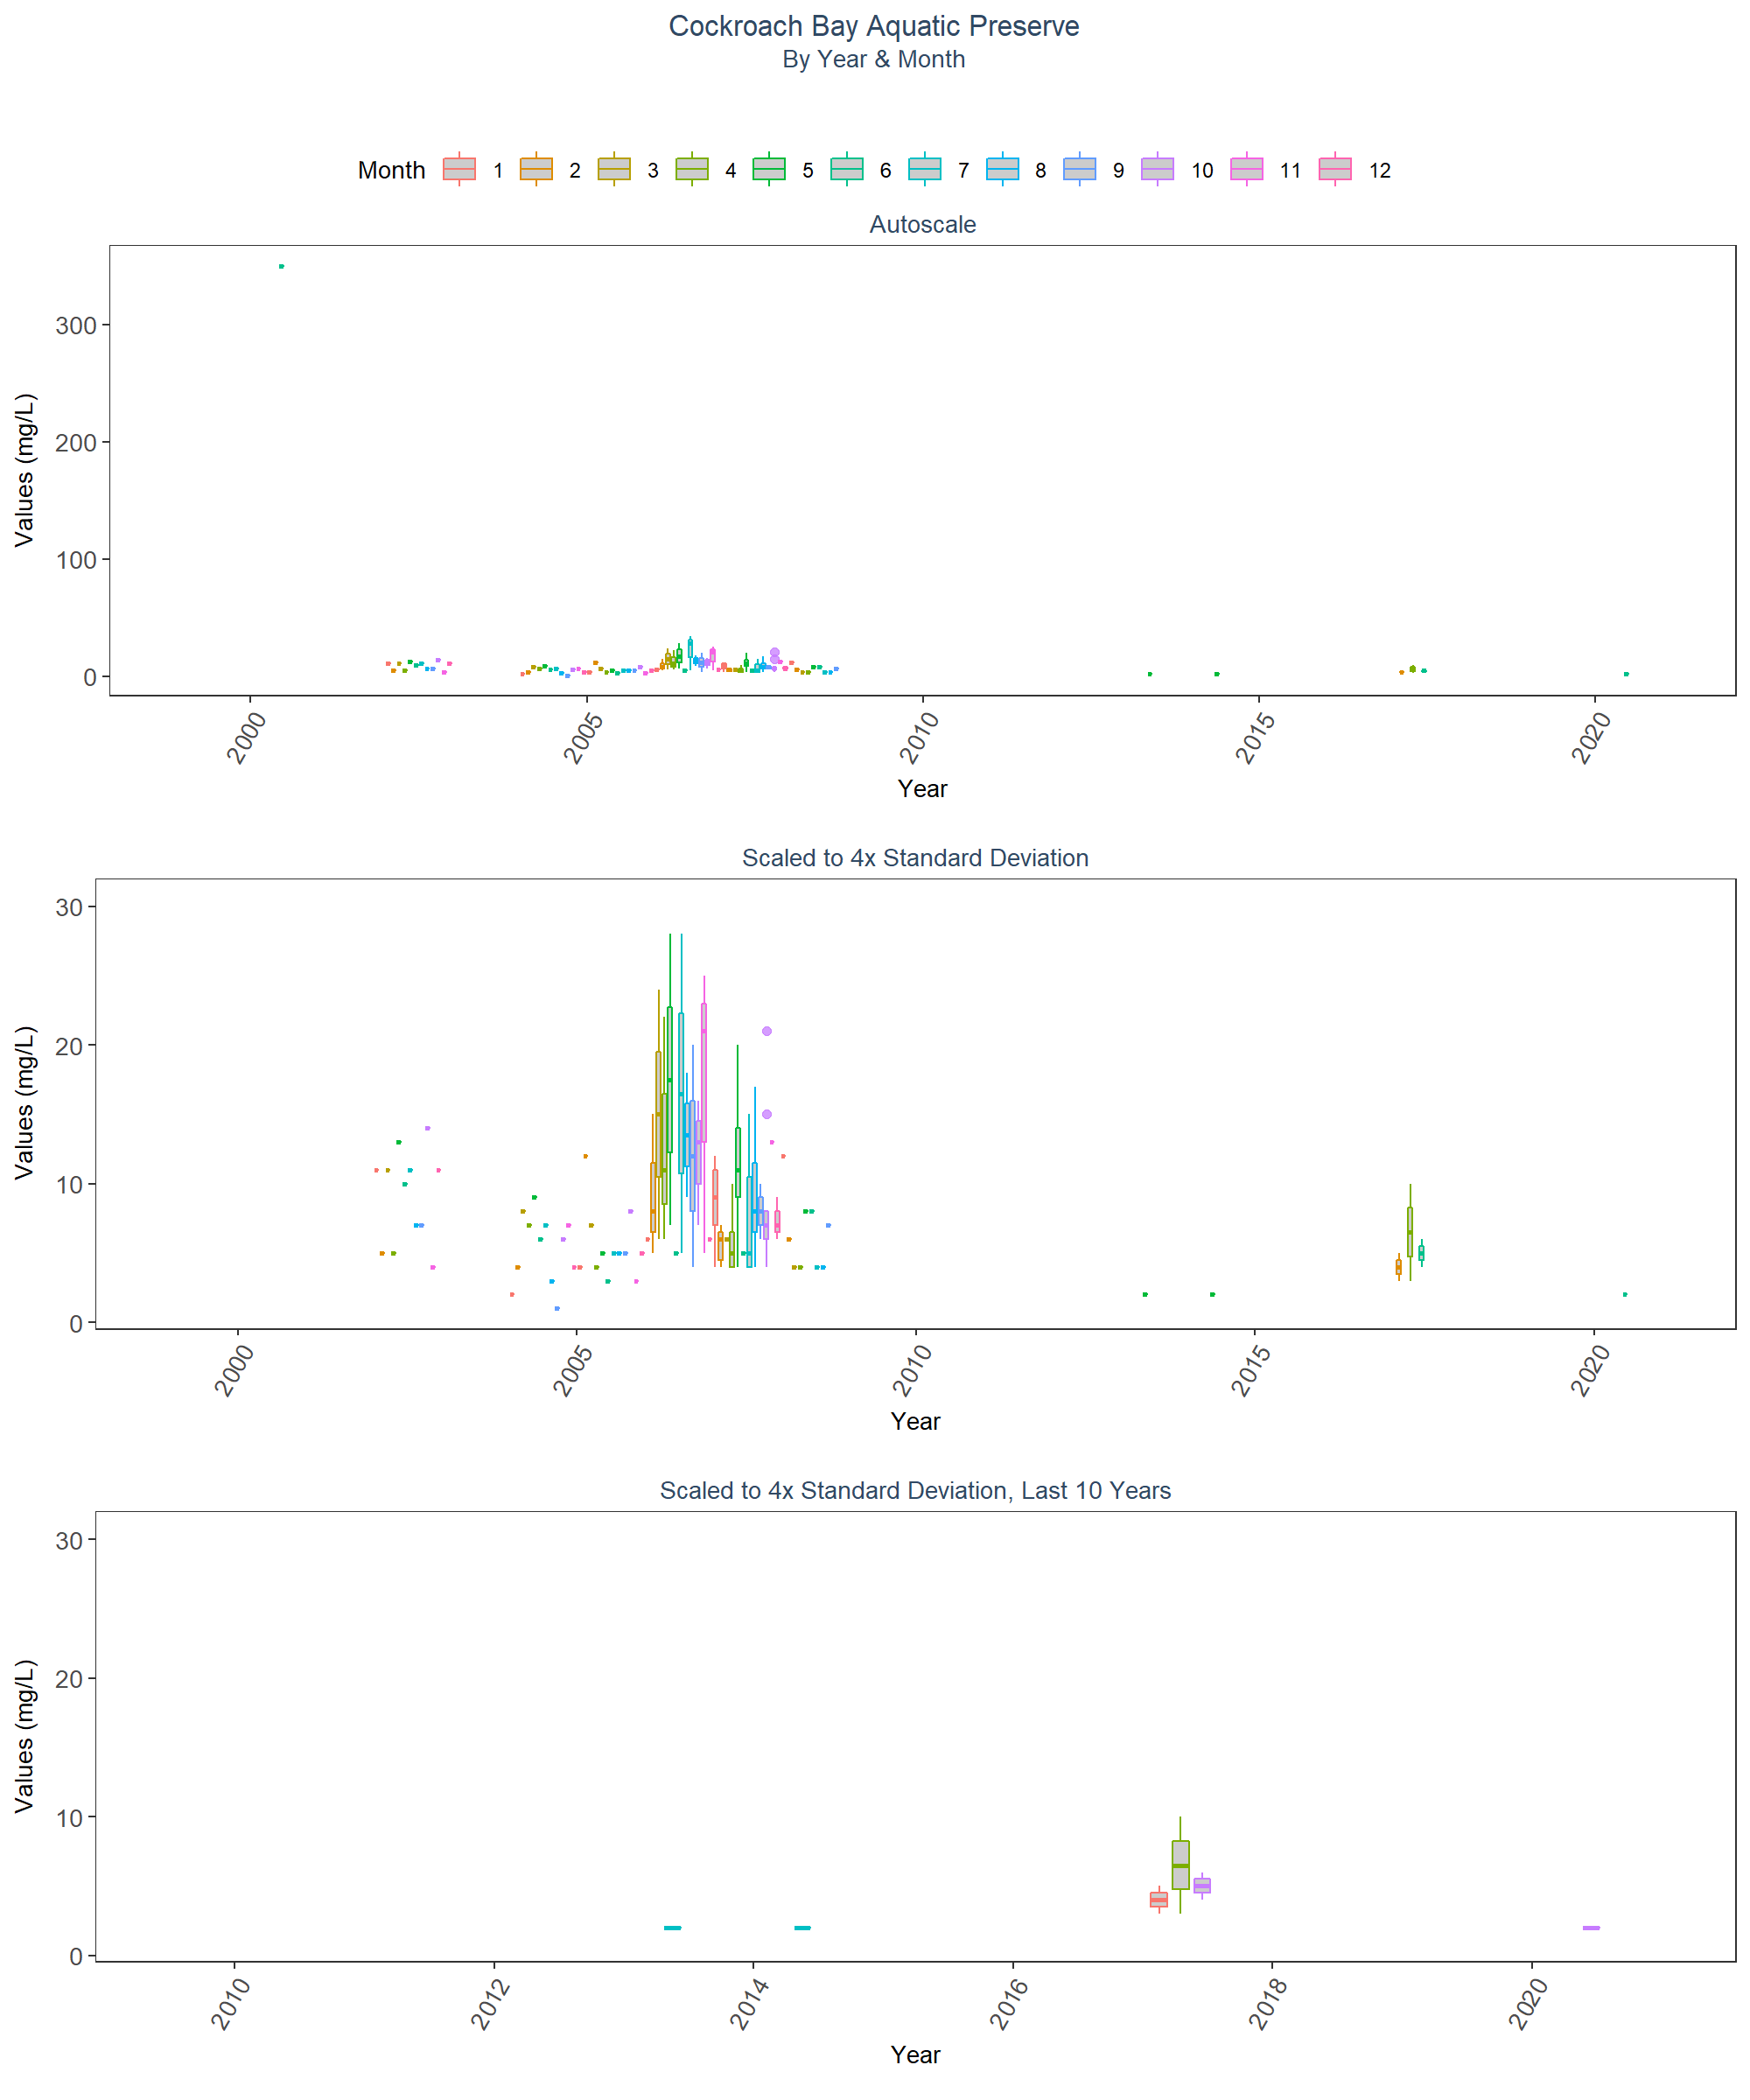 Cockroach Bay Aquatic Preserve
By Year & Month
Month 1 2 3 4 5 6 7 8 9 10 11 12
Autoscale
Values (mg/L)
300
200
100
0
2000 2005 2010 2015 2020
Year
Scaled to 4x Standard Deviation
Values (mg/L)
30
20
10
0
2000 2005 2010 2015 2020
Year
Scaled to 4x Standard Deviation, Last 10 Years
Values (mg/L)
30
20
10
0
2010 2012 2014 2016 2018 2020
Year